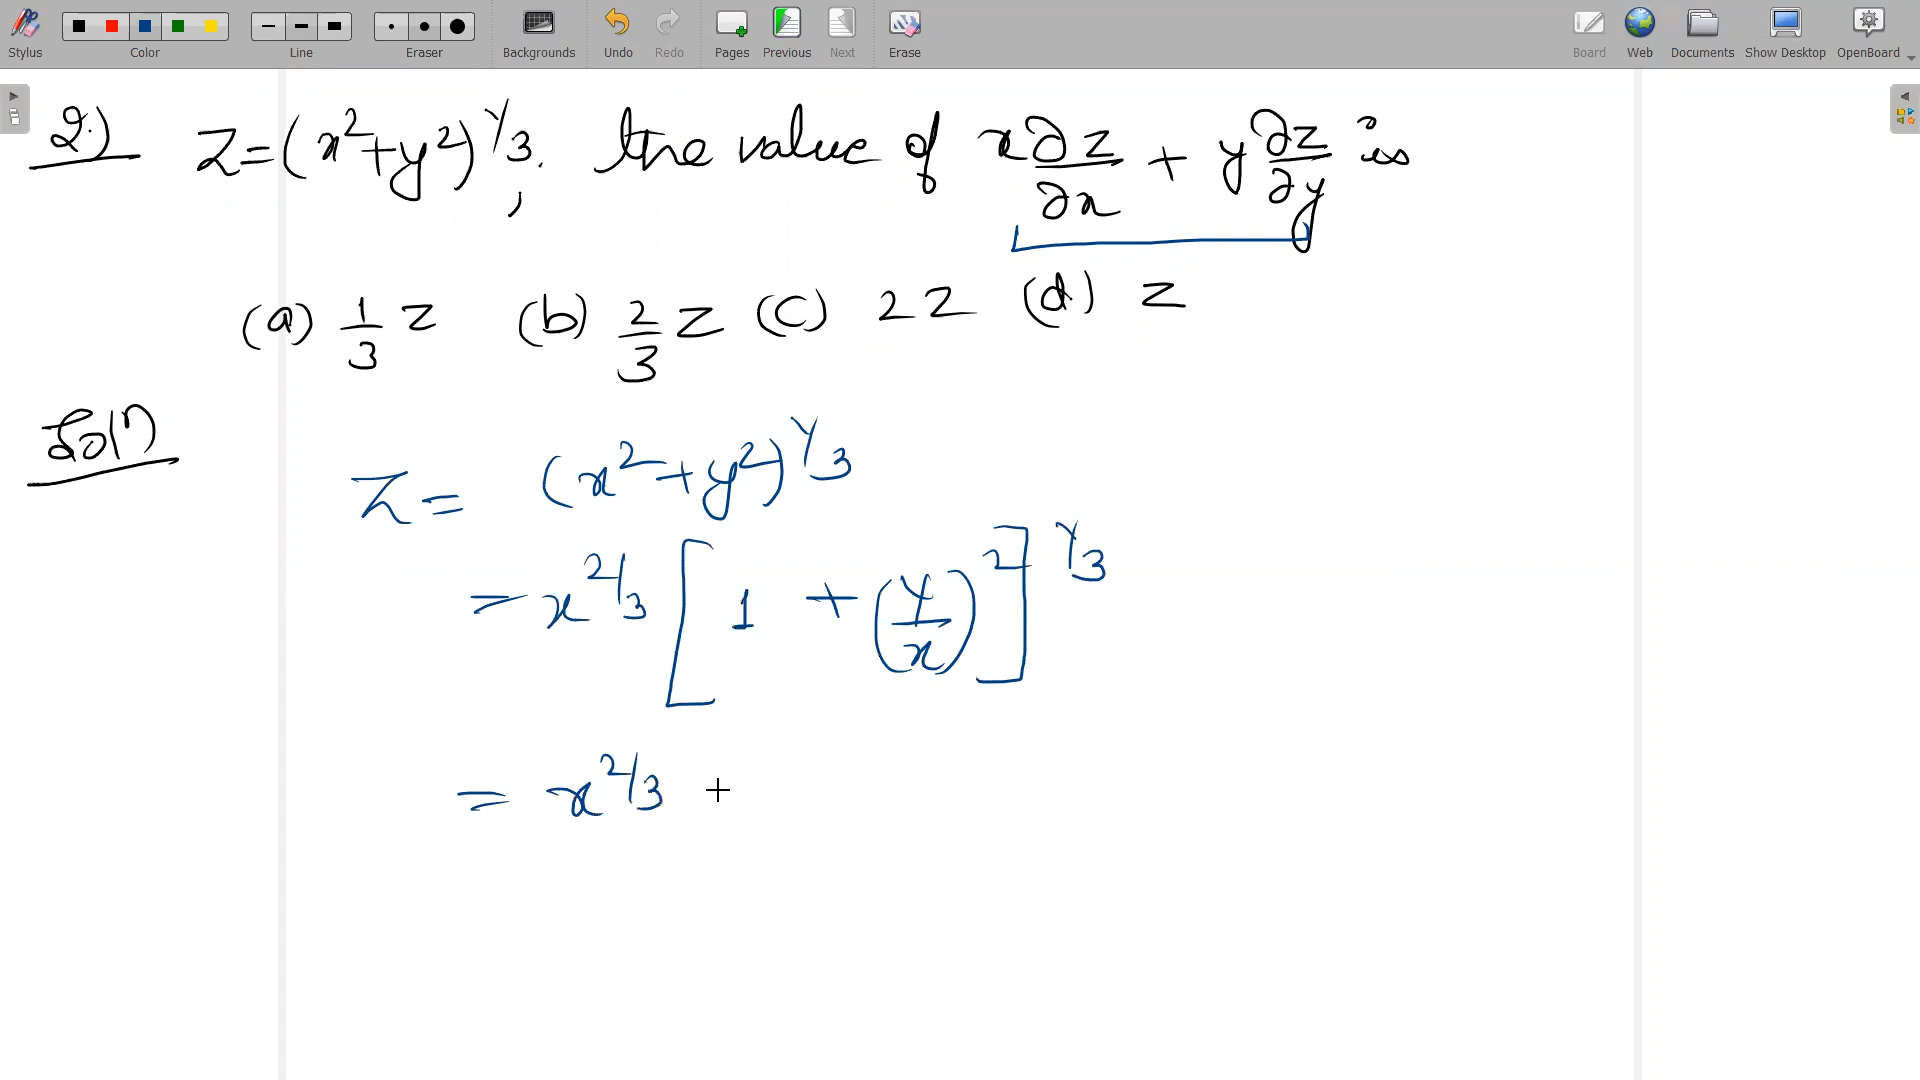 Stylus Color Line Eraser Backgrounds Undo Redo Pages Previous Next Erase Board Web Documents Show Desktop OpenBoard
2.) Z=(x²+y²)^1/3, the value of x ∂z/∂x + y ∂z/∂y is
(a) 1/3 z (b) 2/3 z (c) 2z (d) z
Soln
Z = (x²+y²)^1/3
= x^2/3 [1 + (y/x)²]^1/3
= x^2/3